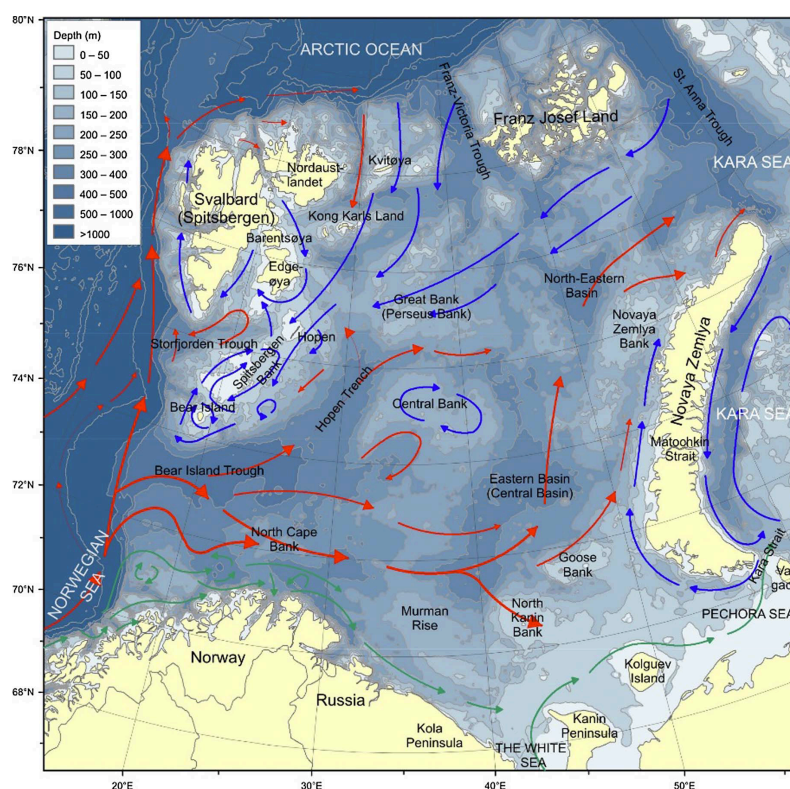 80°N
Depth (m)
0 – 50
50 – 100
100 – 150
150 – 200
200 – 250
250 – 300
300 – 400
400 – 500
500 – 1000
>1000
ARCTIC OCEAN
Franz-Victoria Trough
Franz Josef Land
St. Anna Trough
78°N
KARA SEA
Nordaust-
landet
Kvitøya
Svalbard
(Spitsbergen)
Kong Karls Land
Barentsøya
76°N
Edge-
øya
North-Eastern
Basin
Great Bank
(Perseus Bank)
Novaya
Zemlya
Bank
Storfjorden Trough
Hopen
Spitsbergen
Bank
Novaya Zemlya
74°N
Hopen Trench
Bear Island
Central Bank
KARA SEA
Matochkin
Strait
72°N
Bear Island Trough
Eastern Basin
(Central Basin)
North Cape
Bank
NORWEGIAN
SEA
Goose
Bank
Kara Strait
Va
gac
70°N
Murman
Rise
North
Kanin
Bank
PECHORA SEA
Norway
Kolguev
Island
68°N
Russia
Kola
Peninsula
Kanin
Peninsula
THE WHITE
SEA
20°E
30°E
40°E
50°E